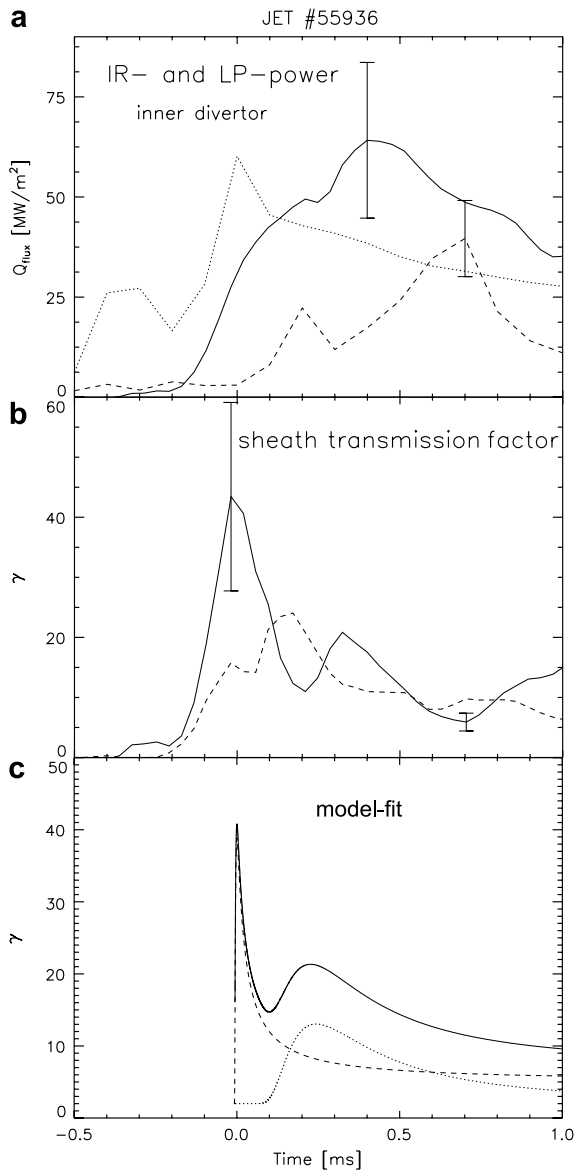 JET #55936
a
IR- and LP-power
inner divertor
75
50
25
0
Q_flux [MW/m²]
b
sheath transmission factor
60
40
20
0
γ
c
model-fit
50
40
30
20
10
0
γ
-0.5
0.0
0.5
1.0
Time [ms]